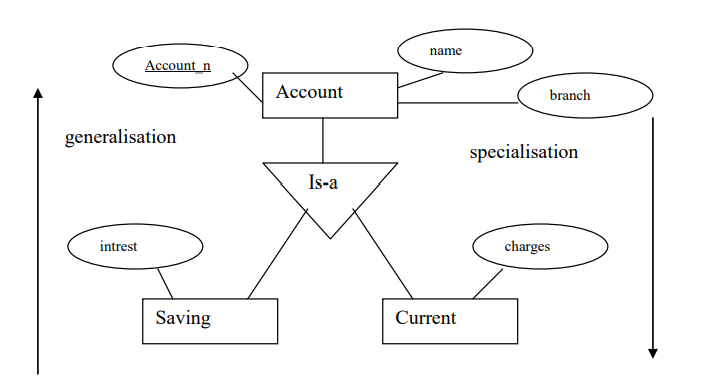 name
Account_n
Account
branch
generalisation
specialisation
Is-a
intrest
charges
Saving
Current